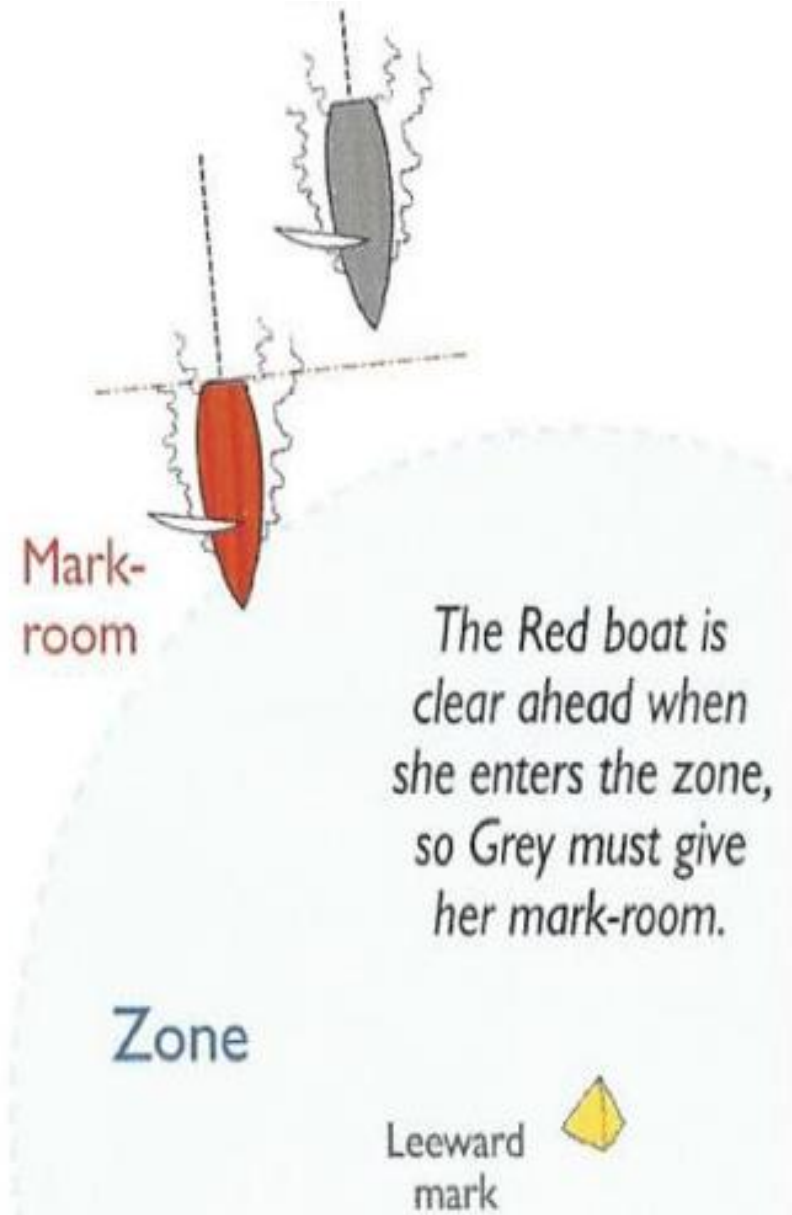 Mark-
room
The Red boat is
clear ahead when
she enters the zone,
so Grey must give
her mark-room.
Zone
Leeward
mark